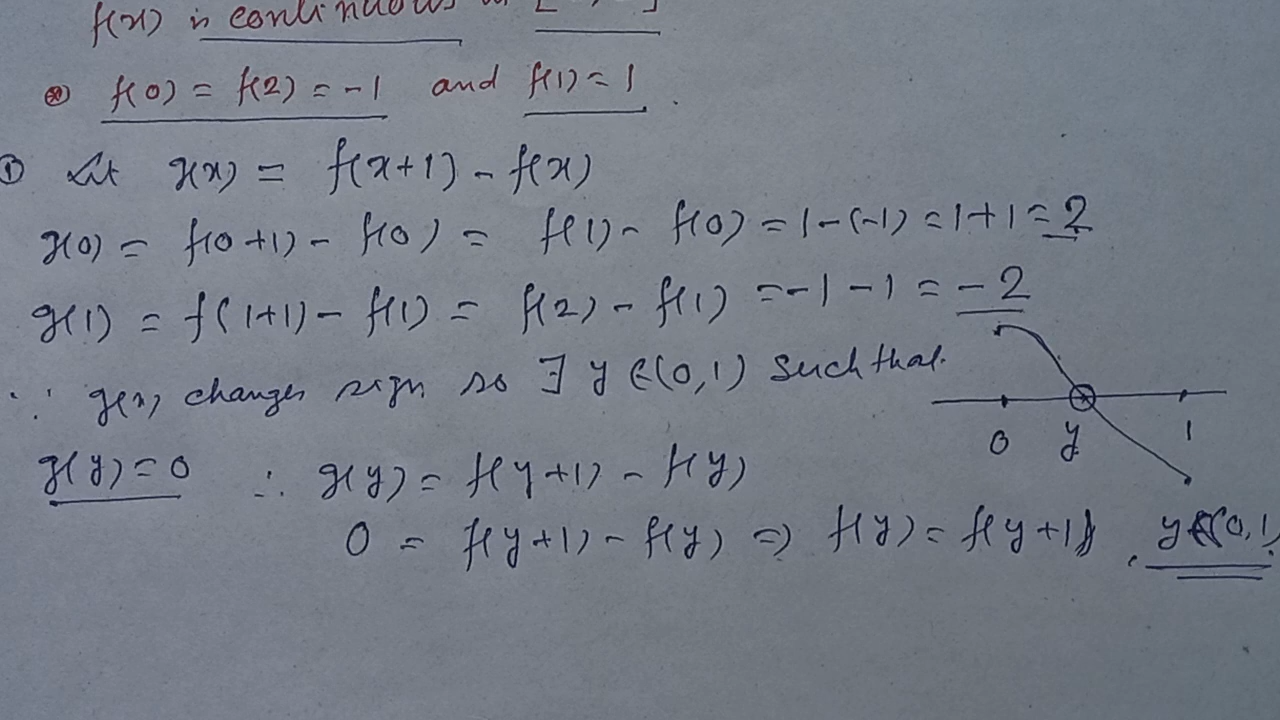 f(x) is continuous
⊛ f(0) = f(2) = -1 and f(1) = 1.
① Let g(x) = f(x+1) - f(x)
g(0) = f(0+1) - f(0) = f(1) - f(0) = 1-(-1) = 1+1 = 2
g(1) = f(1+1) - f(1) = f(2) - f(1) = -1-1 = -2
∵ g(x) changes sign so ∃ y ∈ (0,1) such that
0 y 1
g(y) = 0 ∴ g(y) = f(y+1) - f(y)
0 = f(y+1) - f(y) ⇒ f(y) = f(y+1), y∈(0,1)